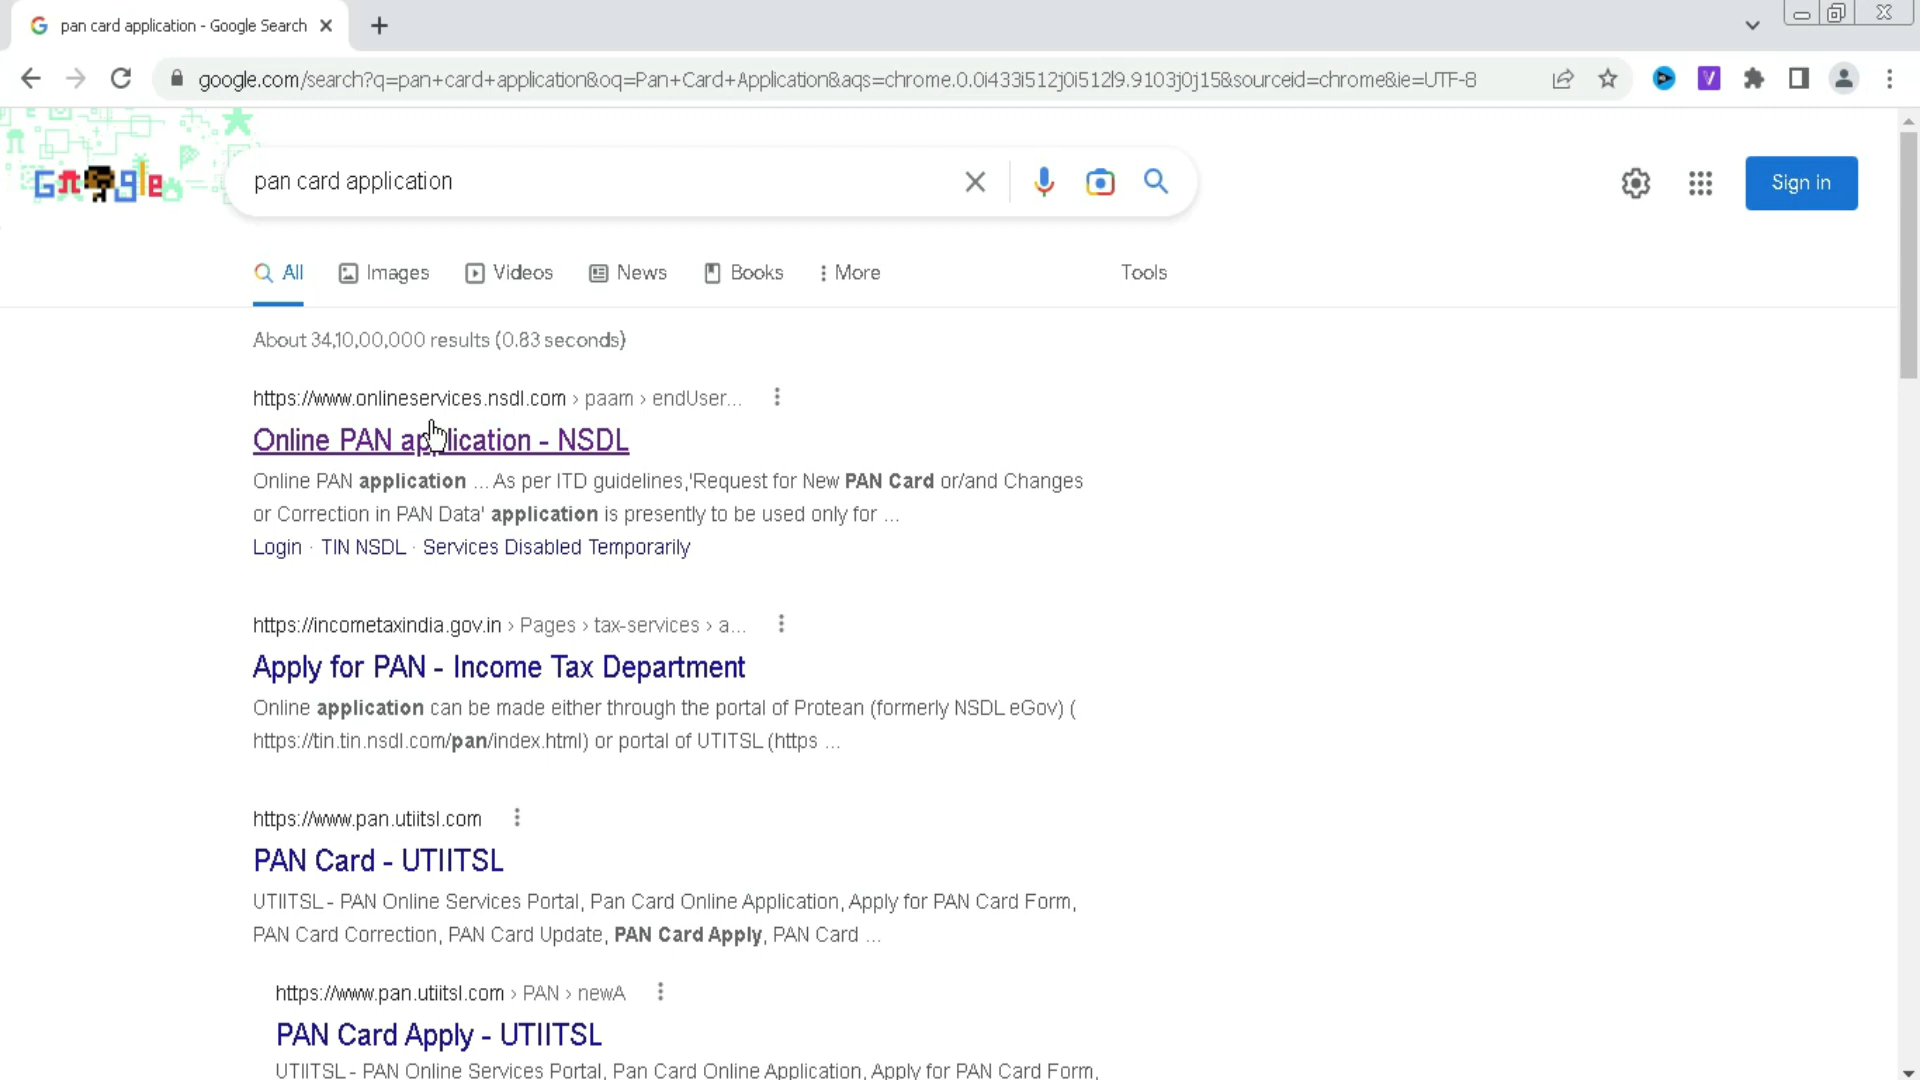 pan card application - Google Search
google.com/search?q=pan+card+application&oq=Pan+Card+Application&aqs=chrome.0.0i433i512j0i512l9.9103j0j15&sourceid=chrome&ie=UTF-8
Google
pan card application
Sign in
All Images Videos News Books More Tools
About 34,10,00,000 results (0.83 seconds)
https://www.onlineservices.nsdl.com › paam › endUser...
Online PAN application - NSDL
Online PAN application ... As per ITD guidelines,'Request for New PAN Card or/and Changes
or Correction in PAN Data' application is presently to be used only for ...
Login · TIN NSDL · Services Disabled Temporarily
https://incometaxindia.gov.in › Pages › tax-services › a...
Apply for PAN - Income Tax Department
Online application can be made either through the portal of Protean (formerly NSDL eGov) (
https://tin.tin.nsdl.com/pan/index.html) or portal of UTITSL (https ...
https://www.pan.utiitsl.com
PAN Card - UTIITSL
UTIITSL - PAN Online Services Portal, Pan Card Online Application, Apply for PAN Card Form,
PAN Card Correction, PAN Card Update, PAN Card Apply, PAN Card ...
https://www.pan.utiitsl.com › PAN › newA
PAN Card Apply - UTIITSL
UTIITSL - PAN Online Services Portal, Pan Card Online Application, Apply for PAN Card Form,